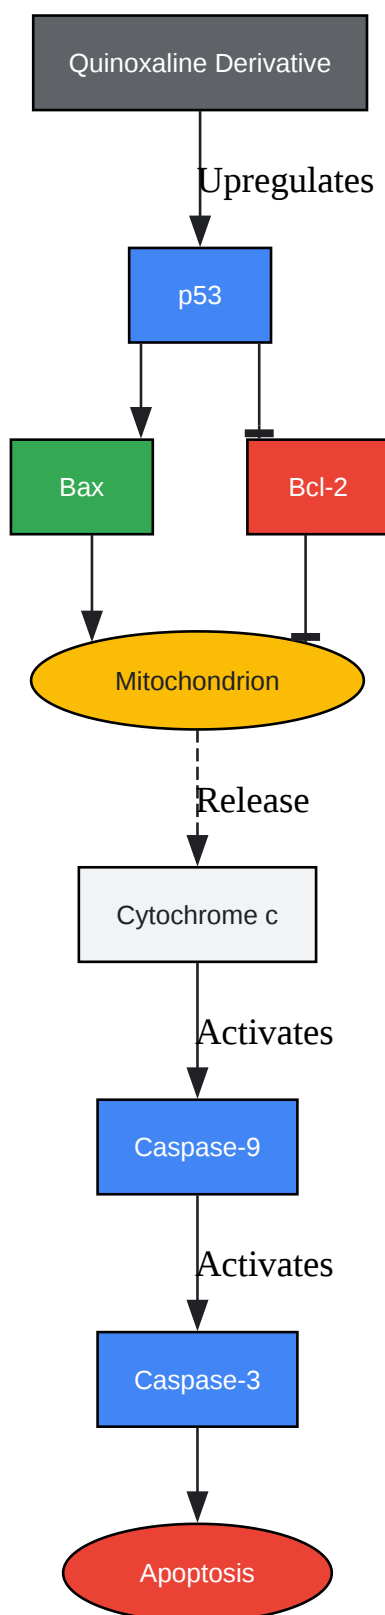 Quinoxaline Derivative
Upregulates
p53
Bax
Bcl-2
Mitochondrion
Release
Cytochrome c
Activates
Caspase-9
Activates
Caspase-3
Apoptosis